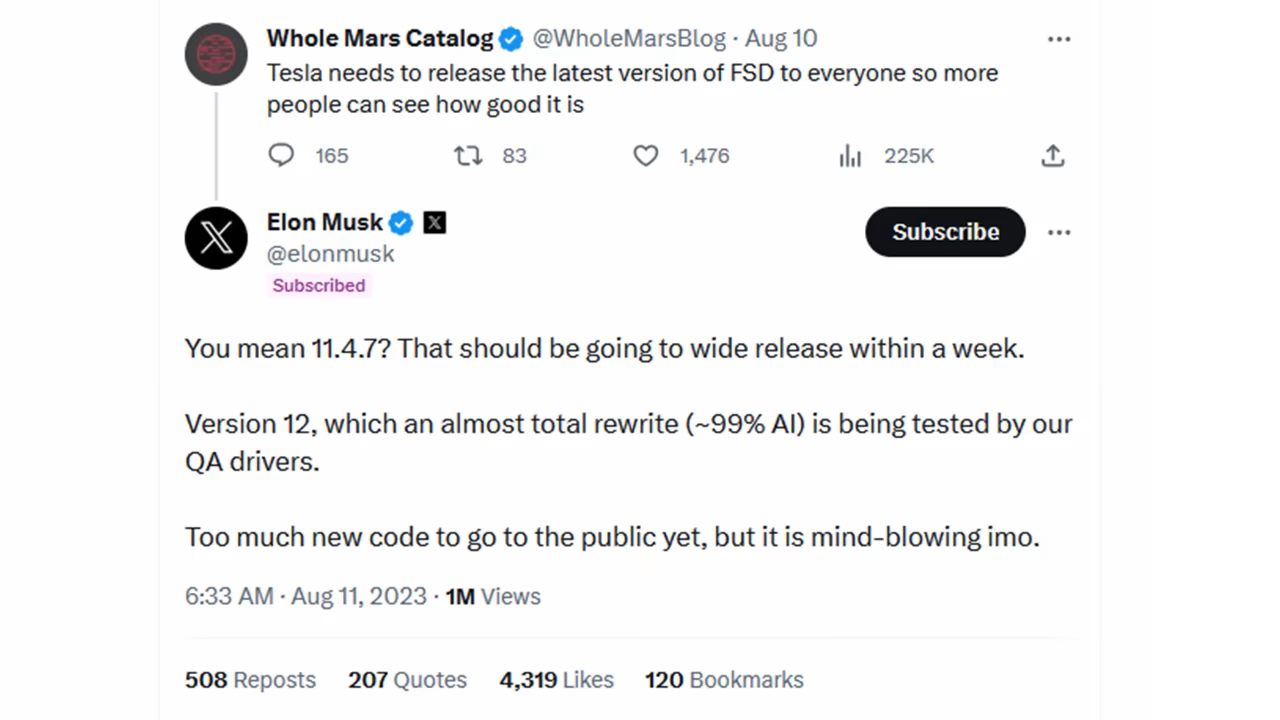 Whole Mars Catalog @WholeMarsBlog · Aug 10
Tesla needs to release the latest version of FSD to everyone so more
people can see how good it is
165 83 1,476 225K
Elon Musk
@elonmusk
Subscribed
Subscribe
You mean 11.4.7? That should be going to wide release within a week.
Version 12, which an almost total rewrite (~99% AI) is being tested by our
QA drivers.
Too much new code to go to the public yet, but it is mind-blowing imo.
6:33 AM · Aug 11, 2023 · 1M Views
508 Reposts 207 Quotes 4,319 Likes 120 Bookmarks